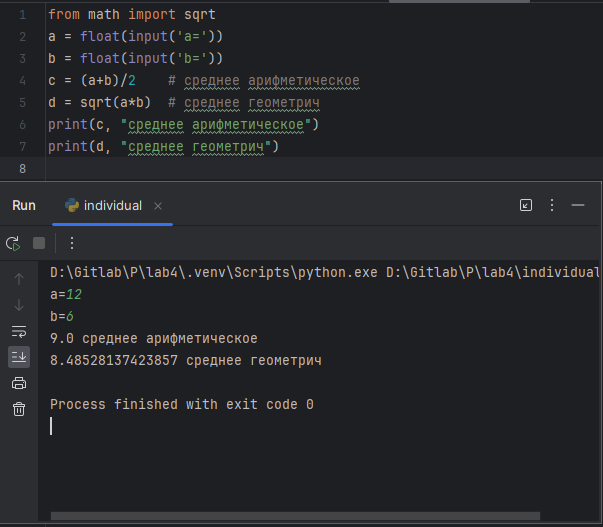 1 from math import sqrt
2 a = float(input('a='))
3 b = float(input('b='))
4 c = (a+b)/2    # среднее арифметическое
5 d = sqrt(a*b)  # среднее геометрич
6 print(c, "среднее арифметическое")
7 print(d, "среднее геометрич")
8
Run individual
D:\Gitlab\P\lab4\.venv\Scripts\python.exe D:\Gitlab\P\lab4\individual
a=12
b=6
9.0 среднее арифметическое
8.48528137423857 среднее геометрич
Process finished with exit code 0